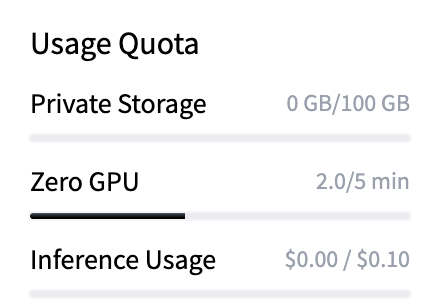 Usage Quota
Private Storage 0 GB/100 GB
Zero GPU 2.0/5 min
Inference Usage $0.00 / $0.10